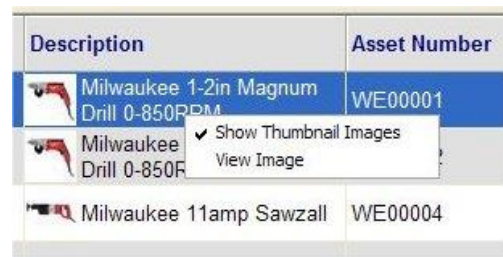 Description Asset Number
Milwaukee 1-2in Magnum
Drill 0-850RPM
WE00001
Show Thumbnail Images
View Image
Milwaukee
Drill 0-850R
2
Milwaukee 11amp Sawzall WE00004